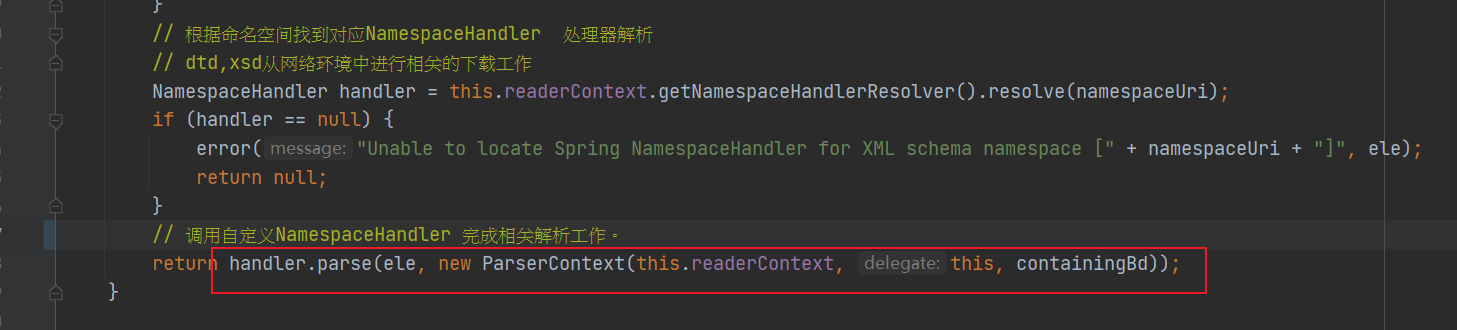 }
// 根据命名空间找到对应NamespaceHandler  处理器解析
// dtd,xsd从网络环境中进行相关的下载工作
NamespaceHandler handler = this.readerContext.getNamespaceHandlerResolver().resolve(namespaceUri);
if (handler == null) {
error( message: "Unable to locate Spring NamespaceHandler for XML schema namespace [" + namespaceUri + "]", ele);
return null;
}
// 调用自定义NamespaceHandler 完成相关解析工作。
return handler.parse(ele, new ParserContext(this.readerContext, delegate: this, containingBd));
}